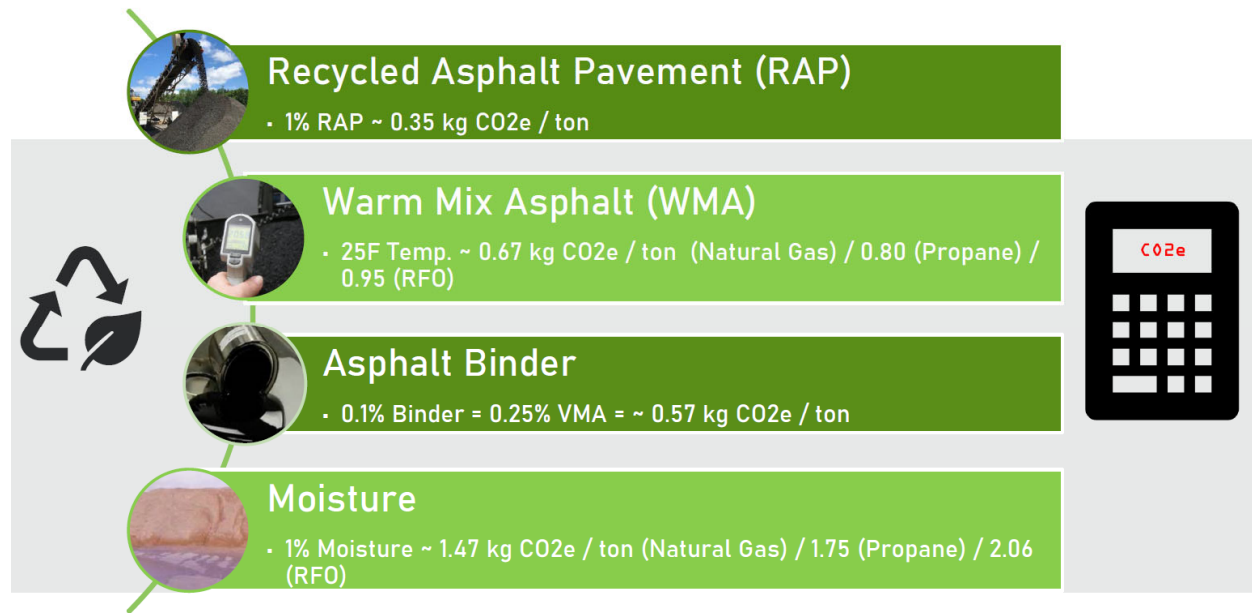 Recycled Asphalt Pavement (RAP)
▪ 1% RAP ~ 0.35 kg CO2e / ton
Warm Mix Asphalt (WMA)
▪ 25F Temp. ~ 0.67 kg CO2e / ton (Natural Gas) / 0.80 (Propane) /
0.95 (RFO)
CO2e
Asphalt Binder
▪ 0.1% Binder = 0.25% VMA = ~ 0.57 kg CO2e / ton
Moisture
▪ 1% Moisture ~ 1.47 kg CO2e / ton (Natural Gas) / 1.75 (Propane) / 2.06
(RFO)